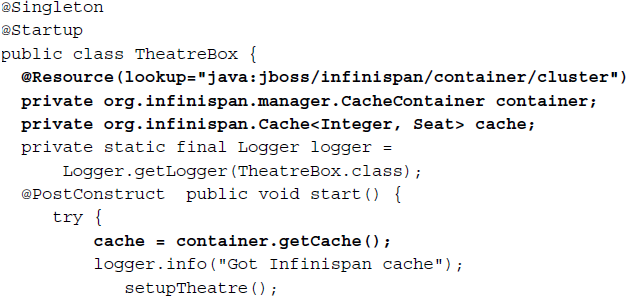 @Singleton
@Startup
public class TheatreBox {
  @Resource(lookup="java:jboss/infinispan/container/cluster")
  private org.infinispan.manager.CacheContainer container;
  private org.infinispan.Cache<Integer, Seat> cache;
  private static final Logger logger =
      Logger.getLogger(TheatreBox.class);
  @PostConstruct  public void start() {
     try {
         cache = container.getCache();
         logger.info("Got Infinispan cache");
            setupTheatre();